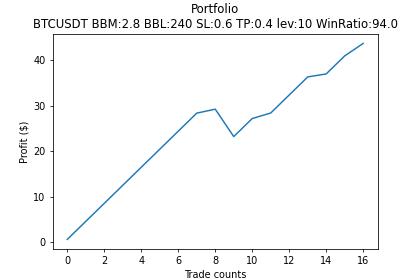 Portfolio
BTCUSDT BBM:2.8 BBL:240 SL:0.6 TP:0.4 lev:10 WinRatio:94.0
40
30
20
10
0
Profit ($)
0 2 4 6 8 10 12 14 16
Trade counts